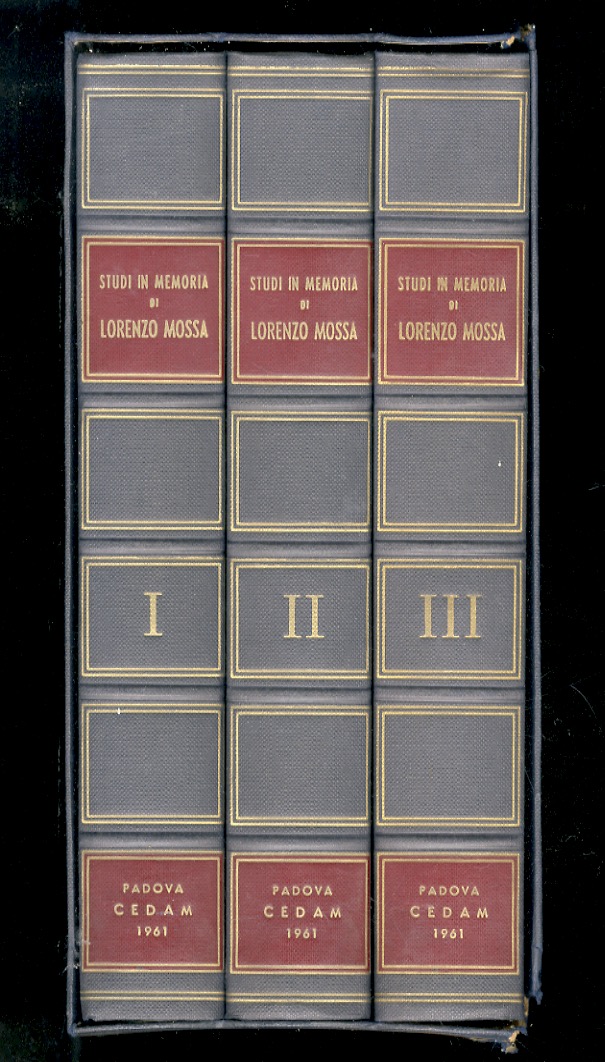 STUDI IN MEMORIA
DI
LORENZO MOSSA
I
PADOVA
CEDAM
1961
STUDI IN MEMORIA
DI
LORENZO MOSSA
II
PADOVA
CEDAM
1961
STUDI IN MEMORIA
DI
LORENZO MOSSA
III
PADOVA
CEDAM
1961